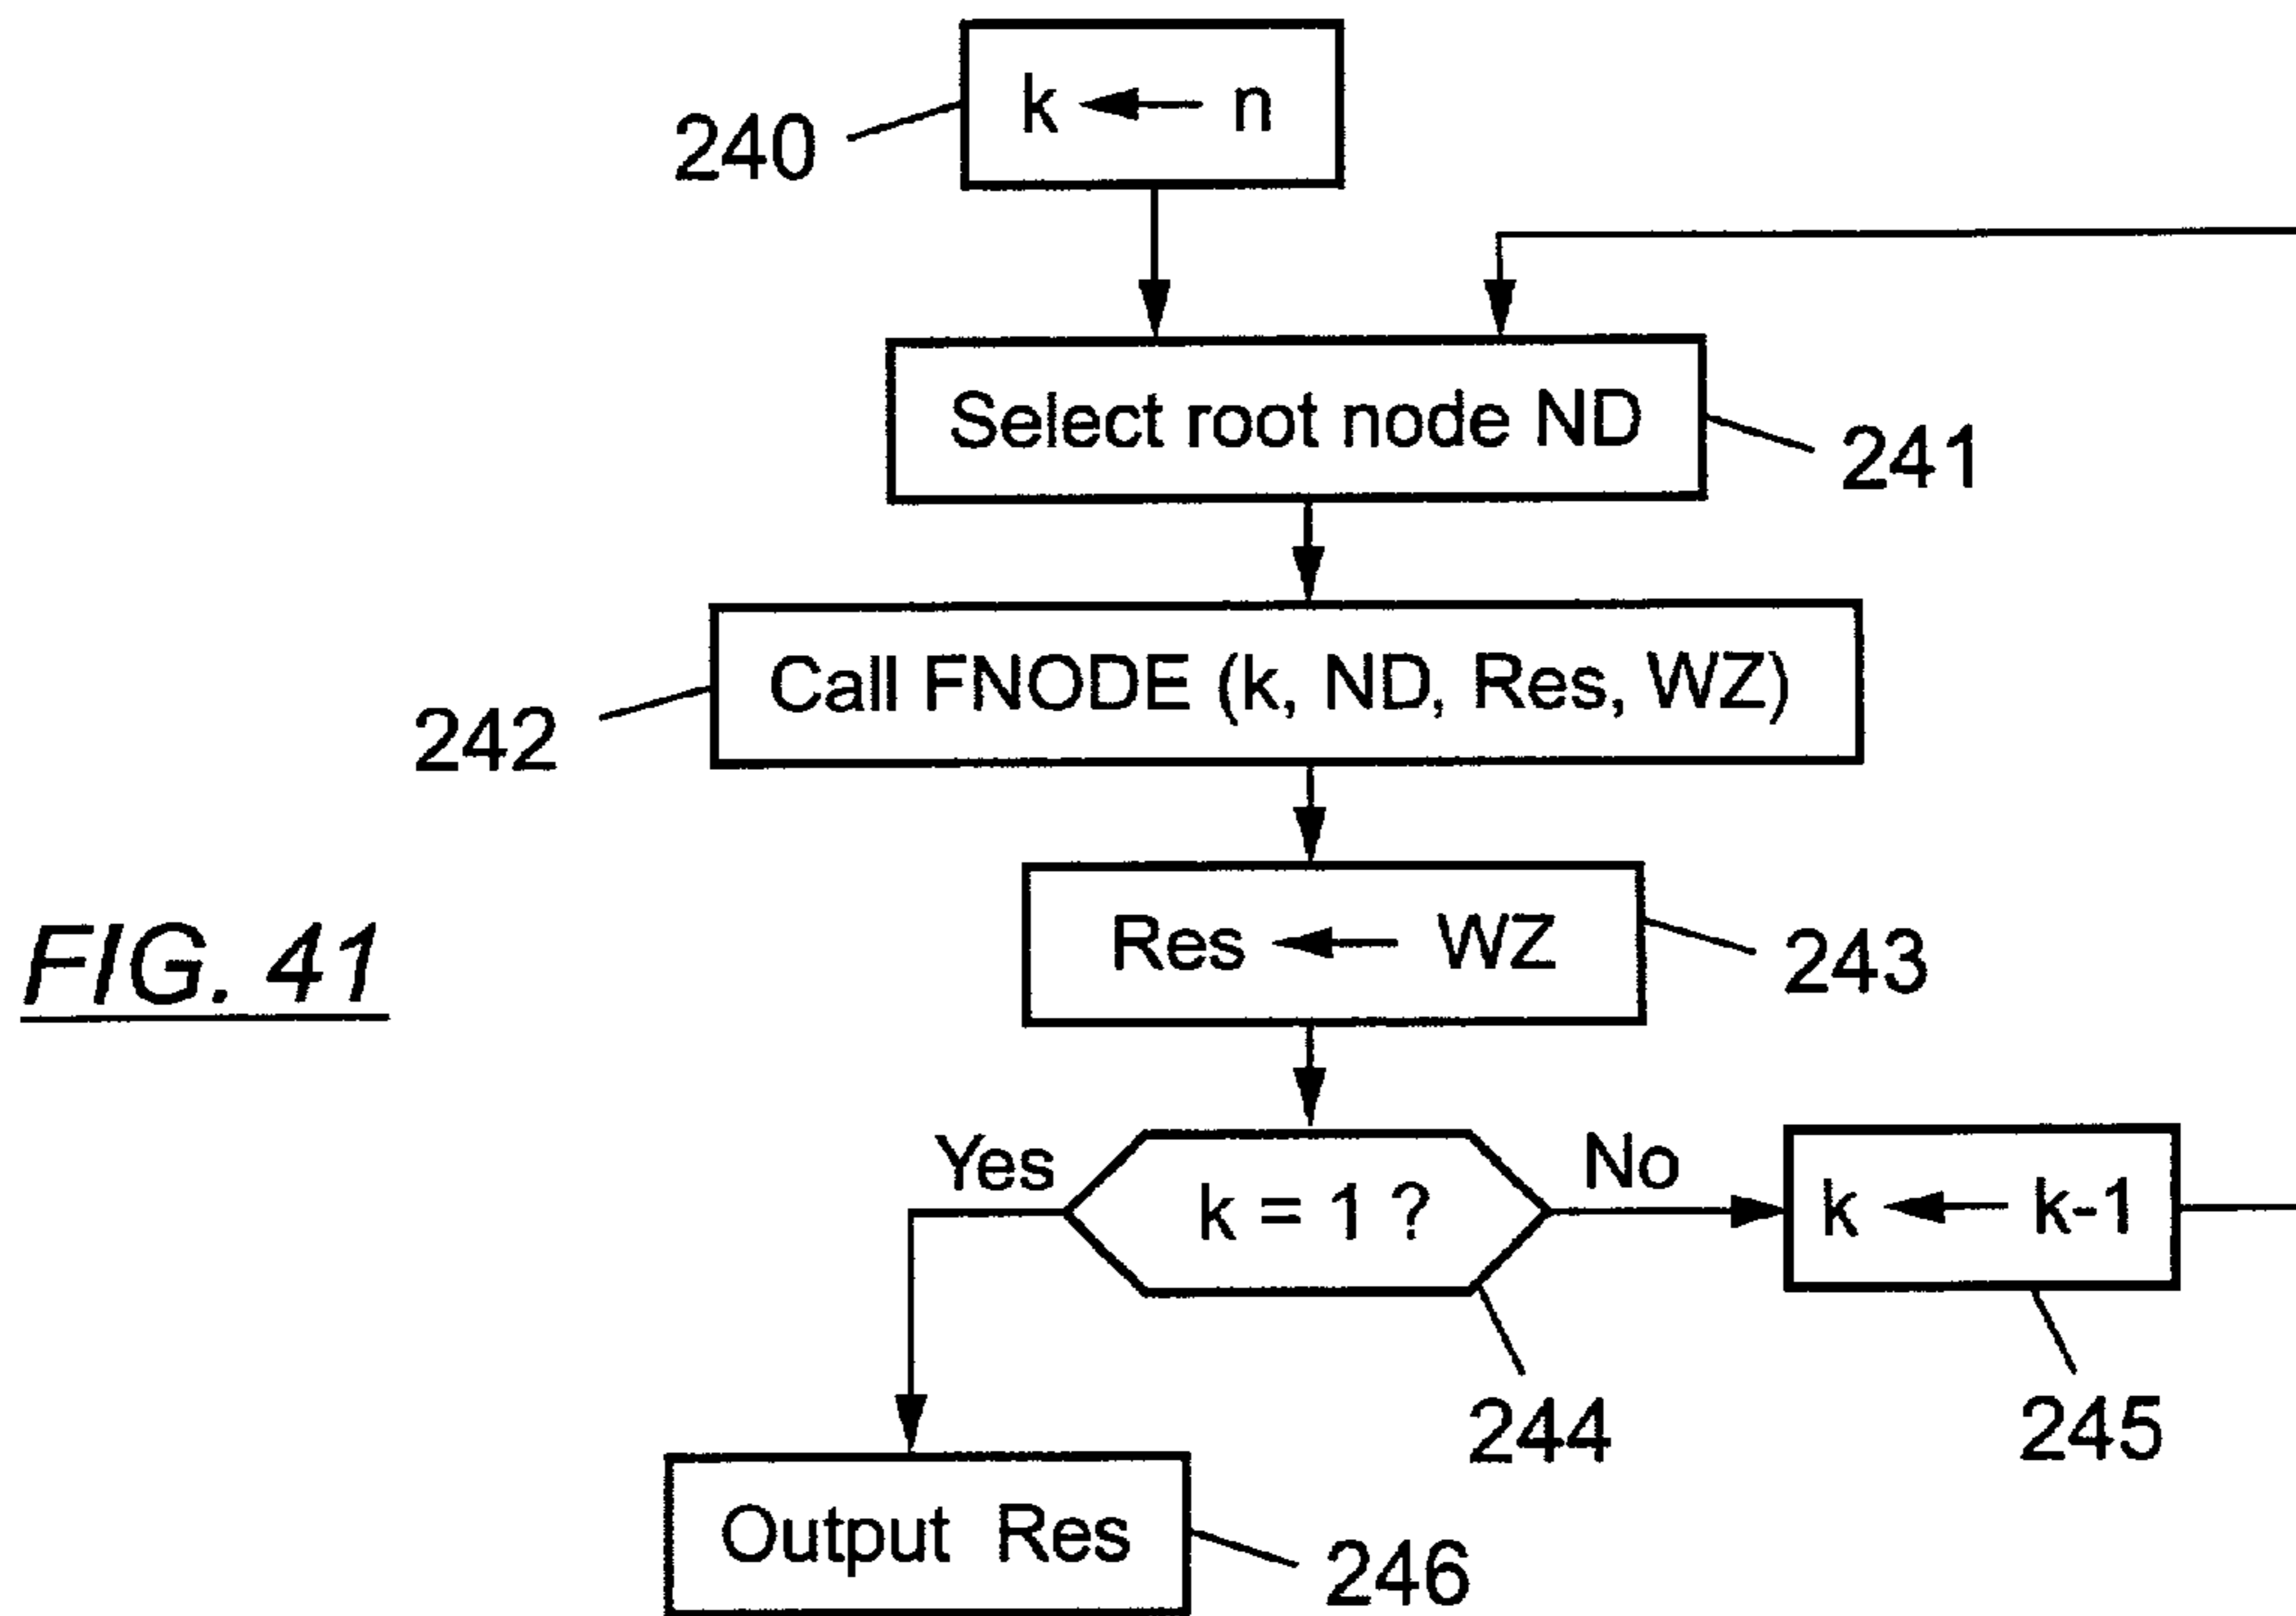 k ← n
240
Select root node ND
241
Call FNODE (k, ND, Res, WZ)
242
Res ← WZ
243
FIG. 41
Yes
k = 1 ?
No
k ← k-1
244
245
Output Res
246